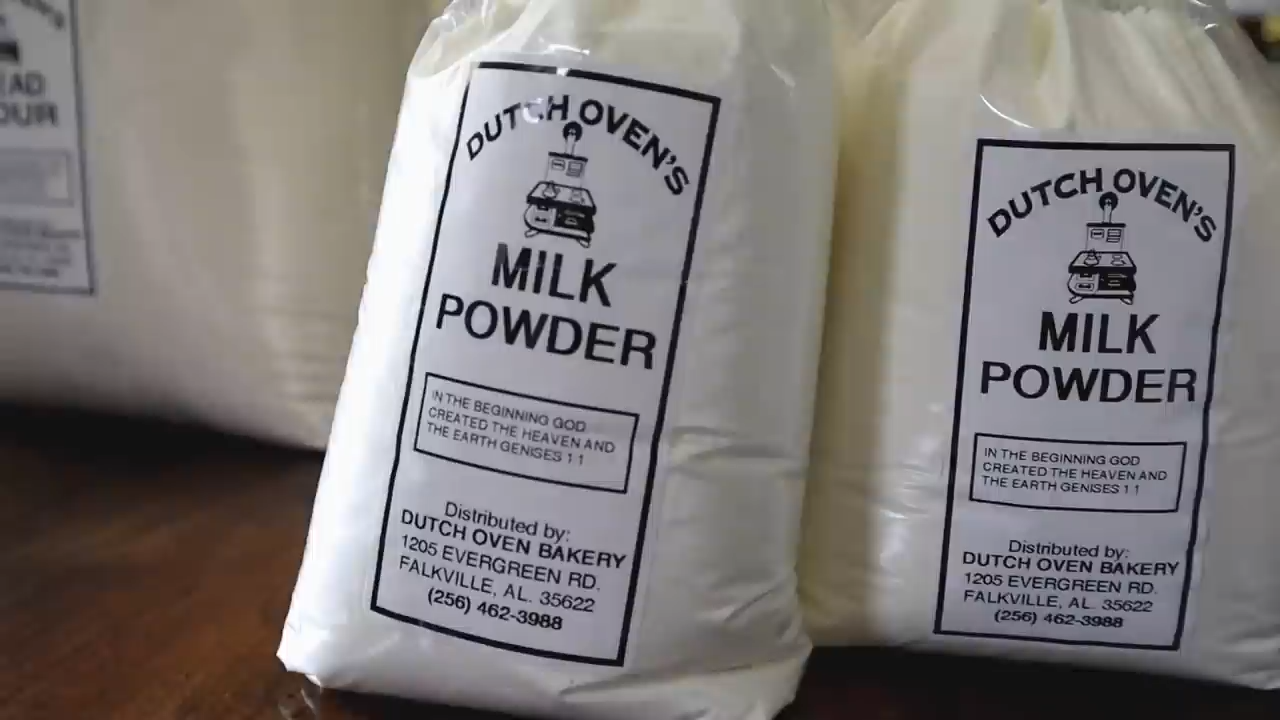 EAD
OUR
DUTCH OVEN'S
MILK
POWDER
IN THE BEGINNING GOD
CREATED THE HEAVEN AND
THE EARTH GENISES 1 1
Distributed by:
DUTCH OVEN BAKERY
1205 EVERGREEN RD.
FALKVILLE, AL. 35622
(256) 462-3988
DUTCH OVEN'S
MILK
POWDER
IN THE BEGINNING GOD
CREATED THE HEAVEN AND
THE EARTH GENISES 1 1
Distributed by:
DUTCH OVEN BAKERY
1205 EVERGREEN RD.
FALKVILLE, AL. 35622
(256) 462-3988